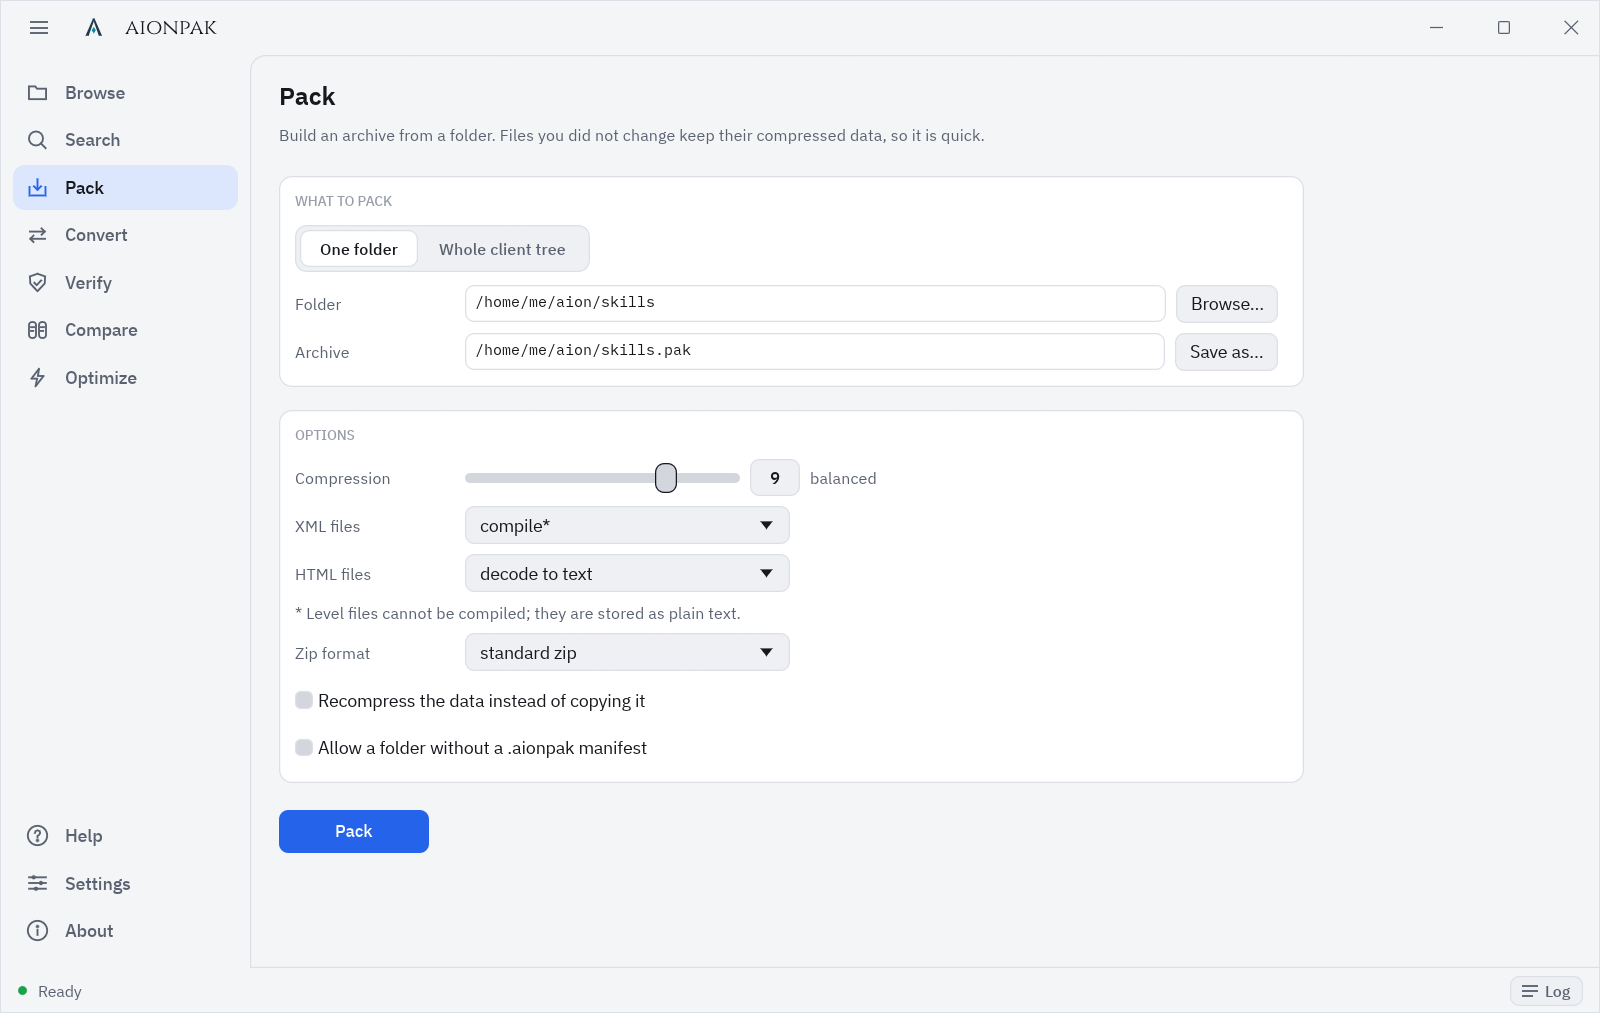 AIONPAK
Browse
Search
Pack
Convert
Verify
Compare
Optimize
Help
Settings
About
Pack
Build an archive from a folder. Files you did not change keep their compressed data, so it is quick.
WHAT TO PACK
One folder Whole client tree
Folder /home/me/aion/skills Browse...
Archive /home/me/aion/skills.pak Save as...
OPTIONS
Compression 9 balanced
XML files compile*
HTML files decode to text
* Level files cannot be compiled; they are stored as plain text.
Zip format standard zip
Recompress the data instead of copying it
Allow a folder without a .aionpak manifest
Pack
Ready Log